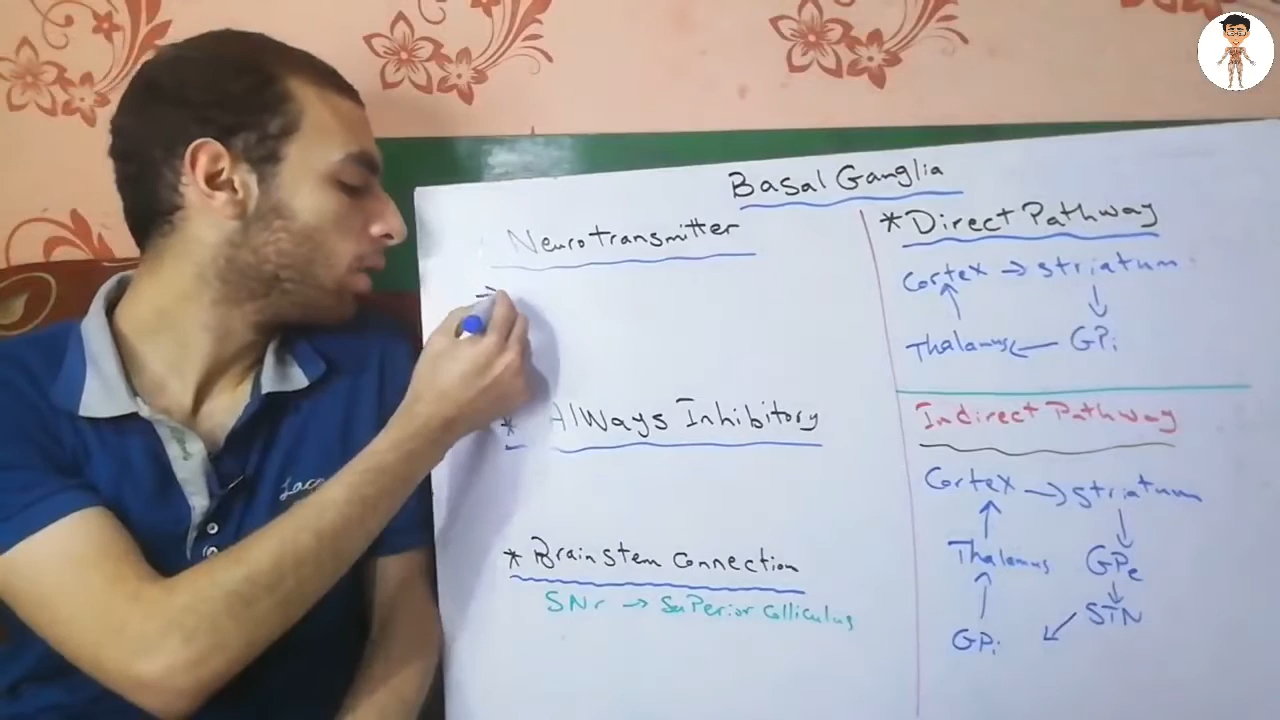 Basal Ganglia
Neurotransmitter
→
* Always Inhibitory
* Brainstem Connection
SNr → Superior Colliculus
* Direct Pathway
Cortex → striatum
↑ ↓
Thalamus ← GPi
Indirect Pathway
Cortex → striatum
↑ ↓
Thalamus GPe
↑ ↓
STN
↙
GPi